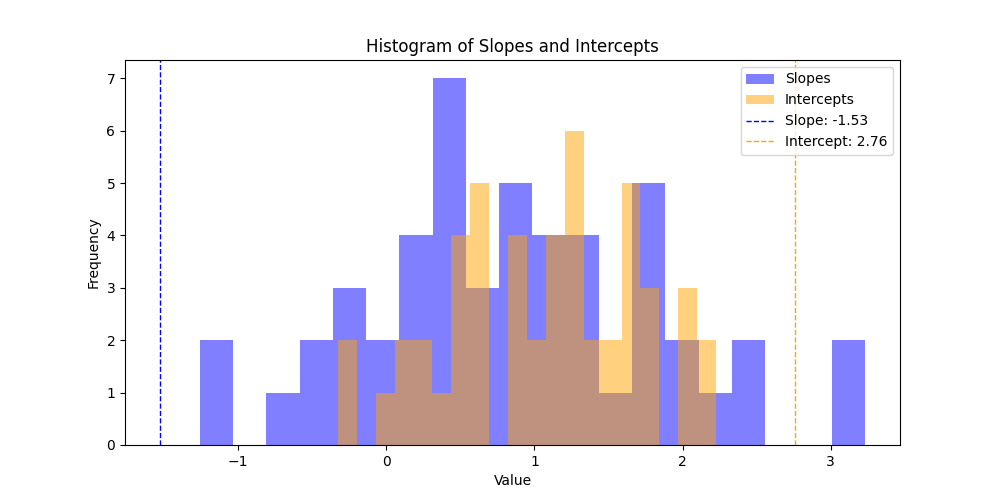 Histogram of Slopes and Intercepts
Slopes
Intercepts
Slope: -1.53
Intercept: 2.76
Frequency
7
6
5
4
3
2
1
0
−1
0
1
2
3
Value